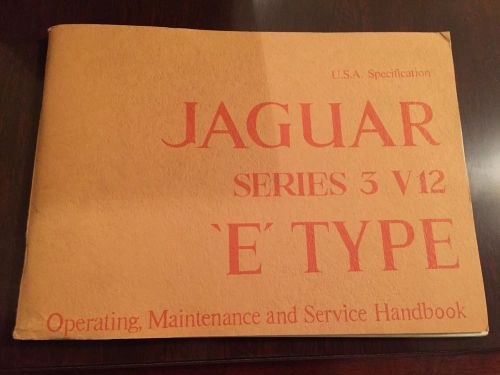 U.S.A. Specification
JAGUAR
SERIES 3 V12
`E´ TYPE
Operating, Maintenance and Service Handbook